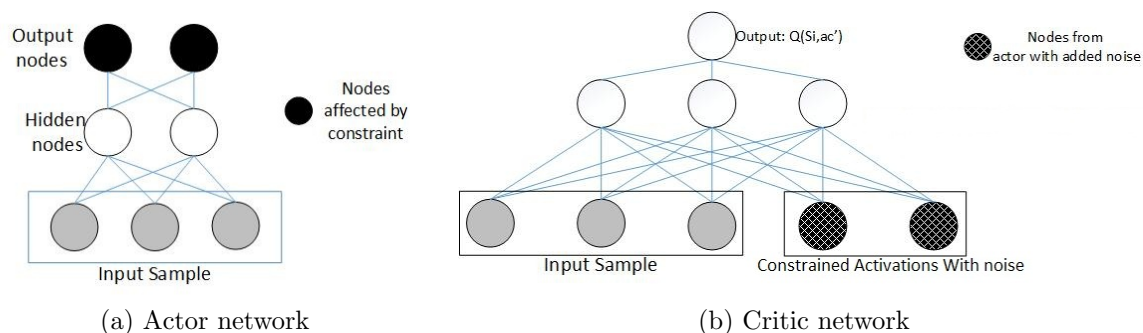 Output
nodes
Hidden
nodes
Nodes
affected by
constraint
Input Sample
(a) Actor network
Output: Q(Si,ac’)
Nodes from
actor with added noise
Input Sample
Constrained Activations With noise
(b) Critic network